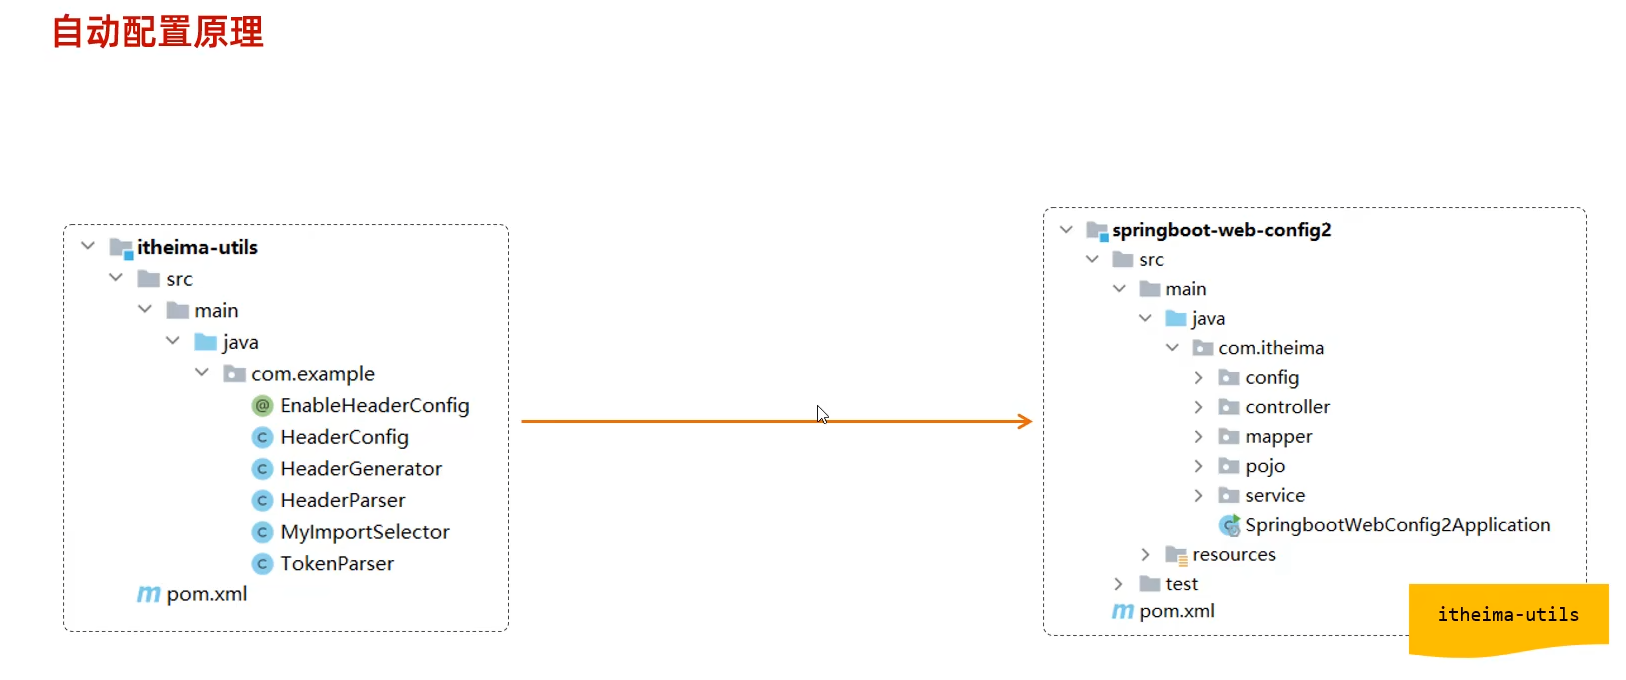 自动配置原理
itheima-utils
src
main
java
com.example
EnableHeaderConfig
HeaderConfig
HeaderGenerator
HeaderParser
MyImportSelector
TokenParser
pom.xml
springboot-web-config2
src
main
java
com.itheima
config
controller
mapper
pojo
service
SpringbootWebConfig2Application
resources
test
pom.xml
itheima-utils